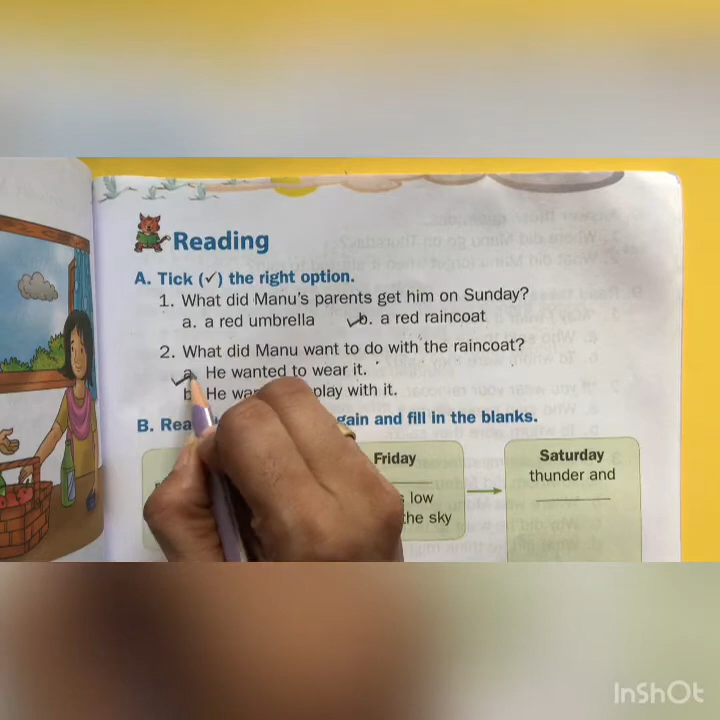 Reading
A. Tick (✓) the right option.
1. What did Manu's parents get him on Sunday?
a. a red umbrella b. a red raincoat
2. What did Manu want to do with the raincoat?
a. He wanted to wear it.
b. He play with it.
B. and fill in the blanks.
Friday Saturday
thunder and
low
the sky
InShOt